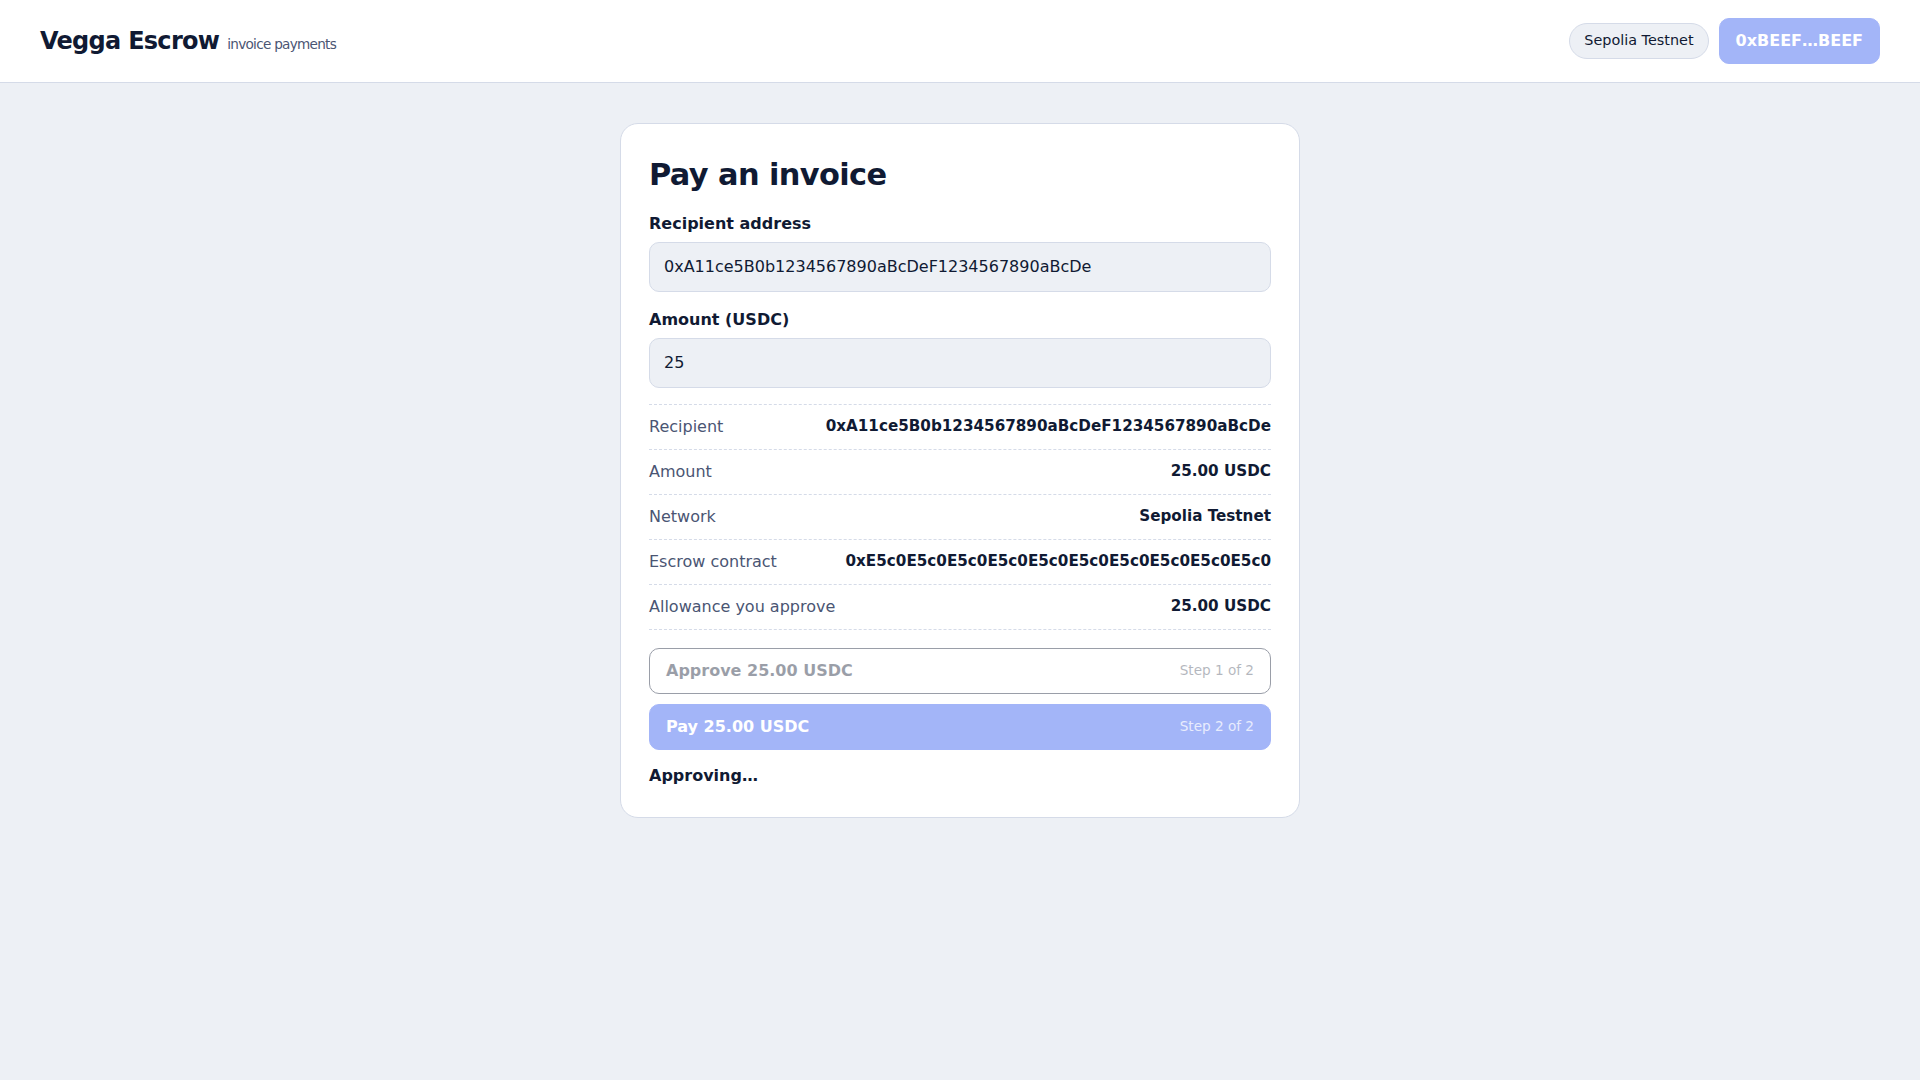 Vegga Escrow invoice payments
Sepolia Testnet
0xBEEF…BEEF
Pay an invoice
Recipient address
0xA11ce5B0b1234567890aBcDeF1234567890aBcDe
Amount (USDC)
25
Recipient 0xA11ce5B0b1234567890aBcDeF1234567890aBcDe
Amount 25.00 USDC
Network Sepolia Testnet
Escrow contract 0xE5c0E5c0E5c0E5c0E5c0E5c0E5c0E5c0E5c0E5c0
Allowance you approve 25.00 USDC
Approve 25.00 USDC Step 1 of 2
Pay 25.00 USDC Step 2 of 2
Approving…